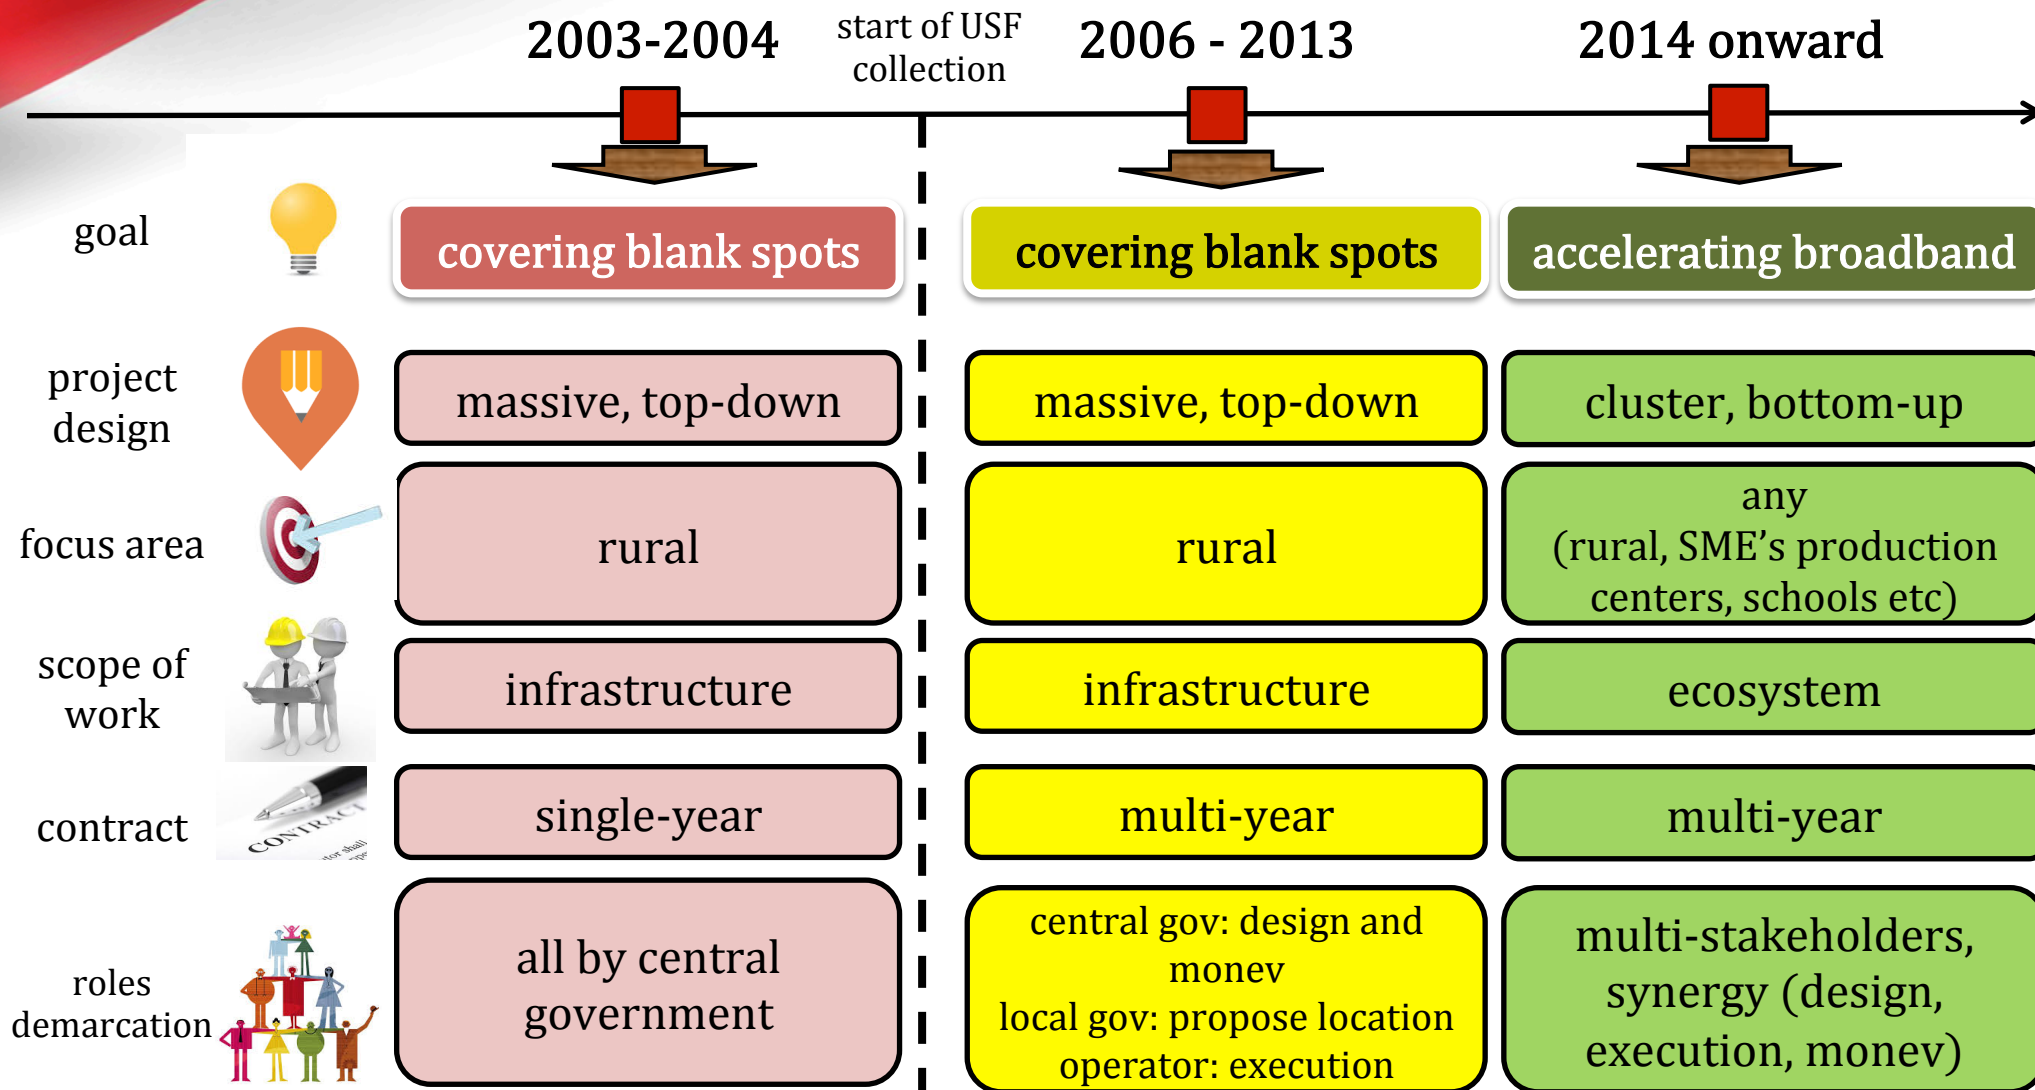 2003-2004
start of USF
collection
2006 - 2013
2014 onward
goal
covering blank spots
covering blank spots
accelerating broadband
project
design
massive, top-down
massive, top-down
cluster, bottom-up
focus area
rural
rural
any
(rural, SME's production
centers, schools etc)
scope of
work
infrastructure
infrastructure
ecosystem
contract
CONTRACT
single-year
multi-year
multi-year
roles
demarcation
all by central
government
central gov: design and
monev
local gov: propose location
operator: execution
multi-stakeholders,
synergy (design,
execution, monev)